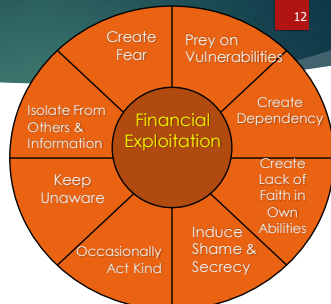 12
Create
Fear
Prey on
Vulnerabilities
Create
Dependency
Create
Lack of
Faith in
Own
Abilities
Induce
Shame &
Secrecy
Occasionally
Act Kind
Keep
Unaware
Isolate From
Others &
Information
Financial
Exploitation